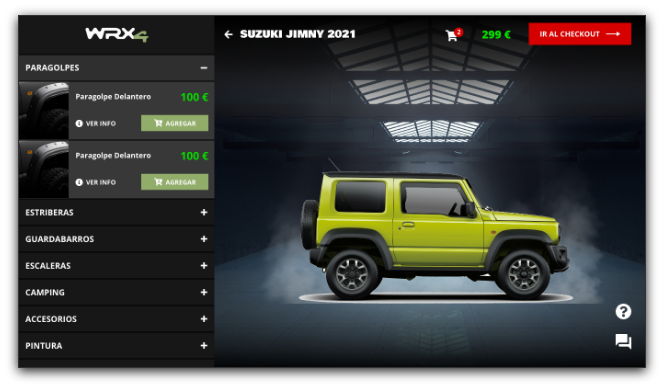 WRX4
SUZUKI JIMNY 2021
2
299 €
IR AL CHECKOUT
PARAGOLPES
Paragolpe Delantero
100 €
VER INFO
AGREGAR
Paragolpe Delantero
100 €
VER INFO
AGREGAR
ESTRIBERAS
GUARDABARROS
ESCALERAS
CAMPING
ACCESORIOS
PINTURA